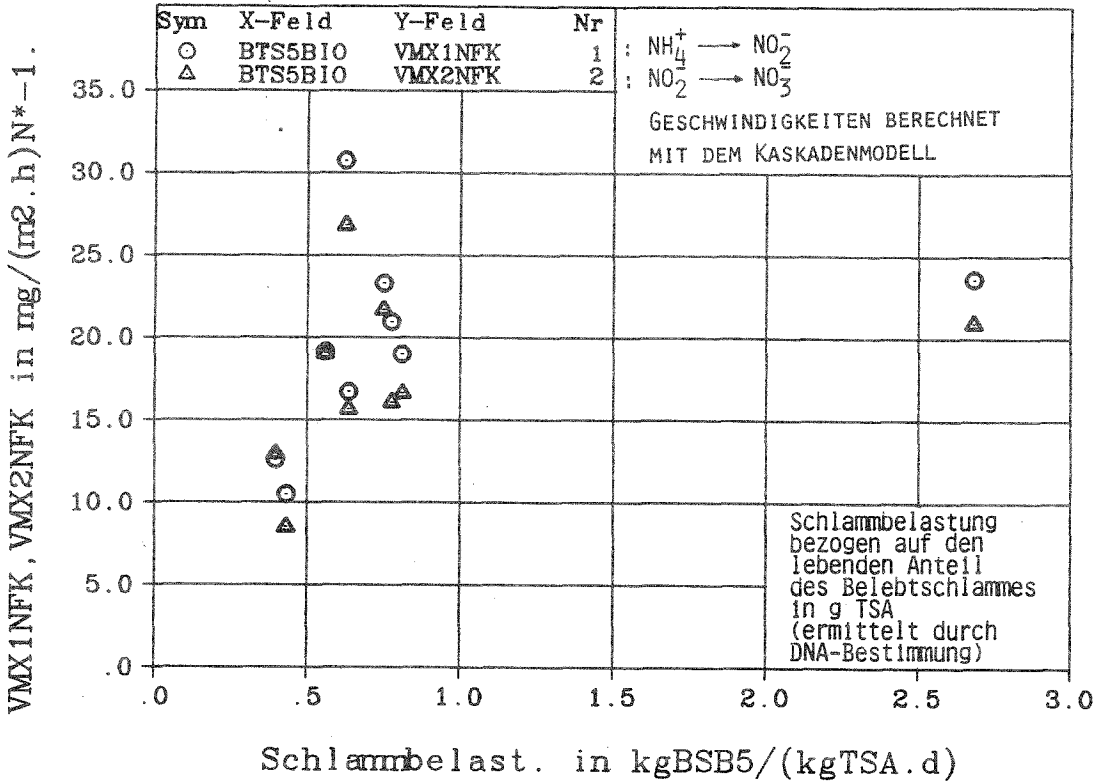 Sym X-Feld Y-Feld Nr
⊙ BTS5BIO VMX1NFK 1 : NH₄⁺ → NO₂⁻
△ BTS5BIO VMX2NFK 2 : NO₂⁻ → NO₃⁻
GESCHWINDIGKEITEN BERECHNET
MIT DEM KASKADENMODELL
VMX1NFK,VMX2NFK in mg/(m2.h)N*-1.
35.0
30.0
25.0
20.0
15.0
10.0
5.0
.0
Schlammbelastung
bezogen auf den
lebenden Anteil
des Belebtschlammes
in g TSA
(ermittelt durch
DNA-Bestimmung)
.0 .5 1.0 1.5 2.0 2.5 3.0
Schlammbelast. in kgBSB5/(kgTSA.d)